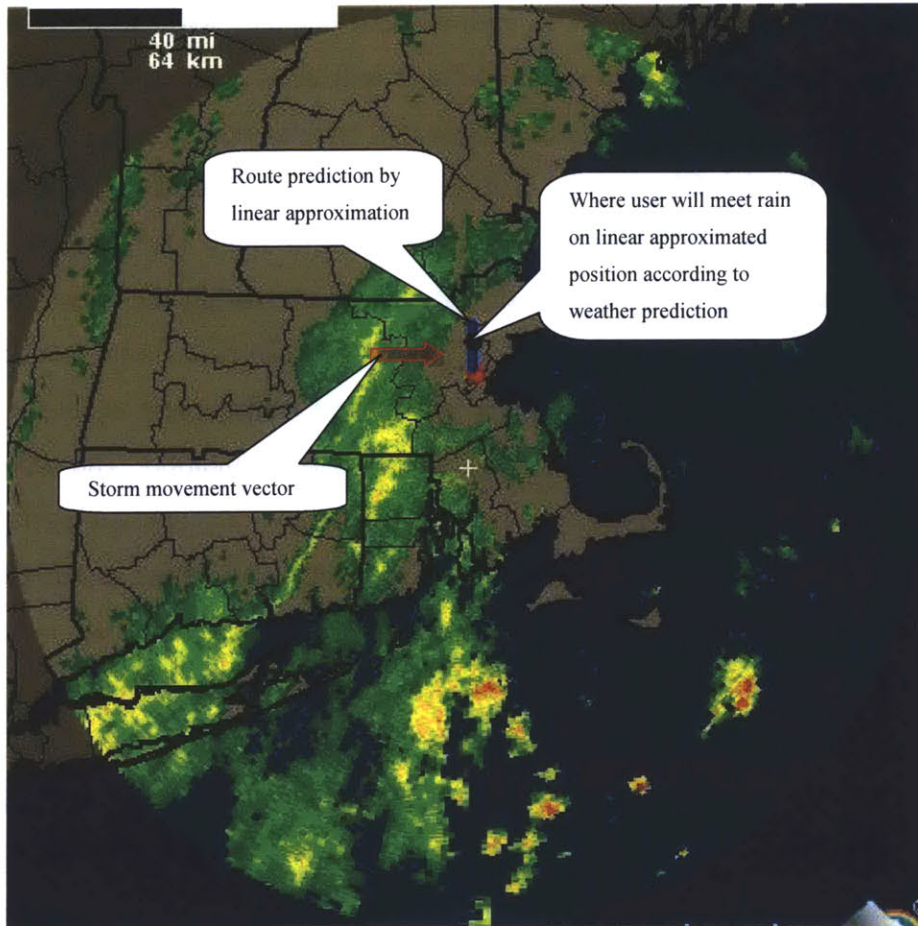 40 mi
64 km
Route prediction by
linear approximation
Where user will meet rain
on linear approximated
position according to
weather prediction
Storm movement vector